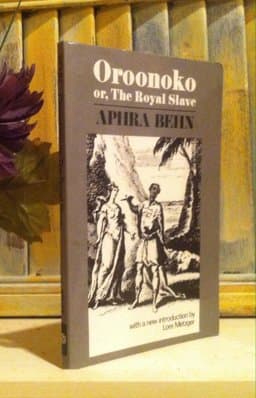 Oroonoko
or, The Royal Slave
APHRA BEHN
with a new introduction by
Lore Metzger